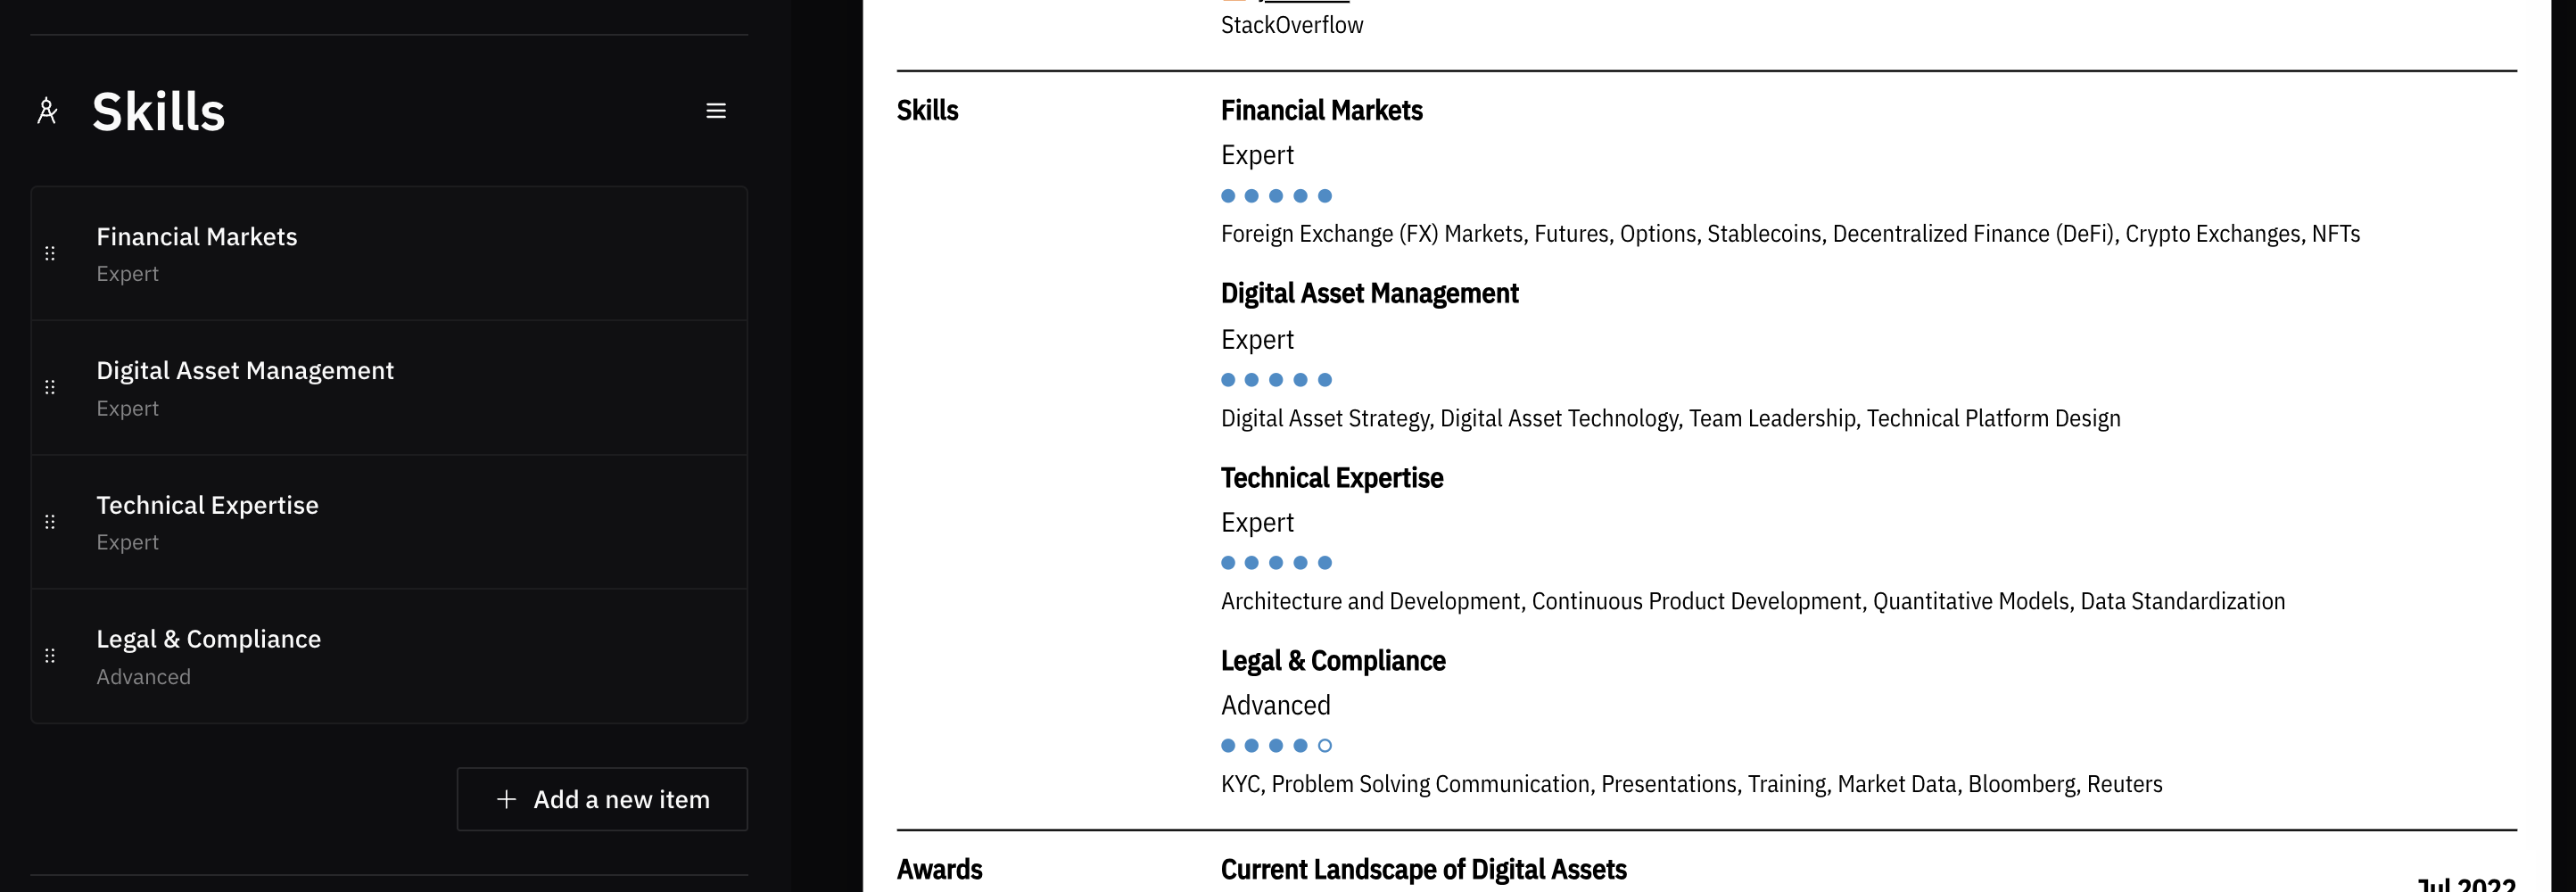 Skills
Financial Markets
Expert
Digital Asset Management
Expert
Technical Expertise
Expert
Legal & Compliance
Advanced
Add a new item
StackOverflow
Skills
Financial Markets
Expert
Foreign Exchange (FX) Markets, Futures, Options, Stablecoins, Decentralized Finance (DeFi), Crypto Exchanges, NFTs
Digital Asset Management
Expert
Digital Asset Strategy, Digital Asset Technology, Team Leadership, Technical Platform Design
Technical Expertise
Expert
Architecture and Development, Continuous Product Development, Quantitative Models, Data Standardization
Legal & Compliance
Advanced
KYC, Problem Solving Communication, Presentations, Training, Market Data, Bloomberg, Reuters
Awards
Current Landscape of Digital Assets
Jul 2022